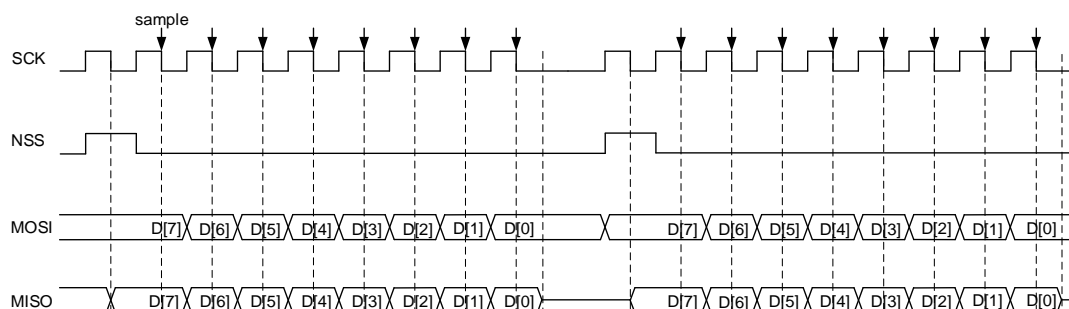 sample
SCK
NSS
MOSI D[7] D[6] D[5] D[4] D[3] D[2] D[1] D[0] D[7] D[6] D[5] D[4] D[3] D[2] D[1] D[0]
MISO D[7] D[6] D[5] D[4] D[3] D[2] D[1] D[0] D[7] D[6] D[5] D[4] D[3] D[2] D[1] D[0]